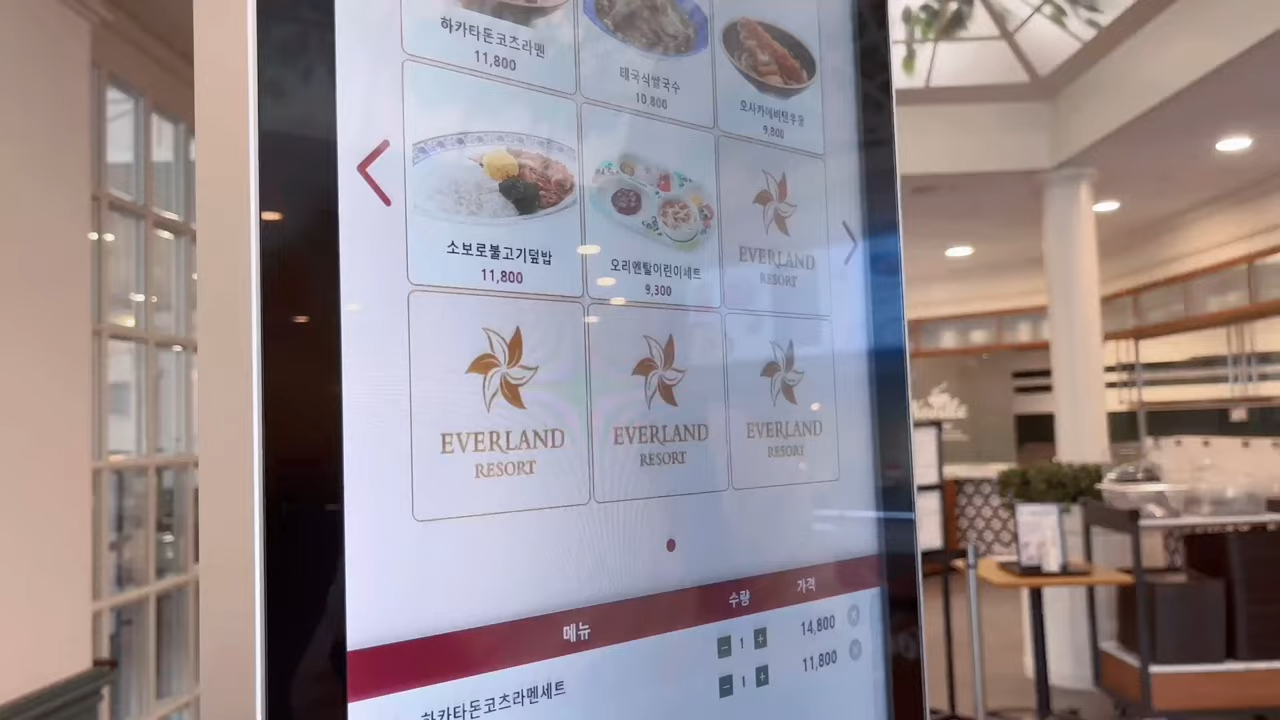 하카타돈코츠라멘
11,800
태국식쌀국수
10,800
오사카에비텐우동
9,800
소보로불고기덮밥
11,800
오리엔탈어린이세트
9,300
EVERLAND
RESORT
EVERLAND
RESORT
EVERLAND
RESORT
EVERLAND
RESORT
메뉴 수량 가격
하카타돈코츠라멘세트 - 1 + 14,800
- 1 + 11,800